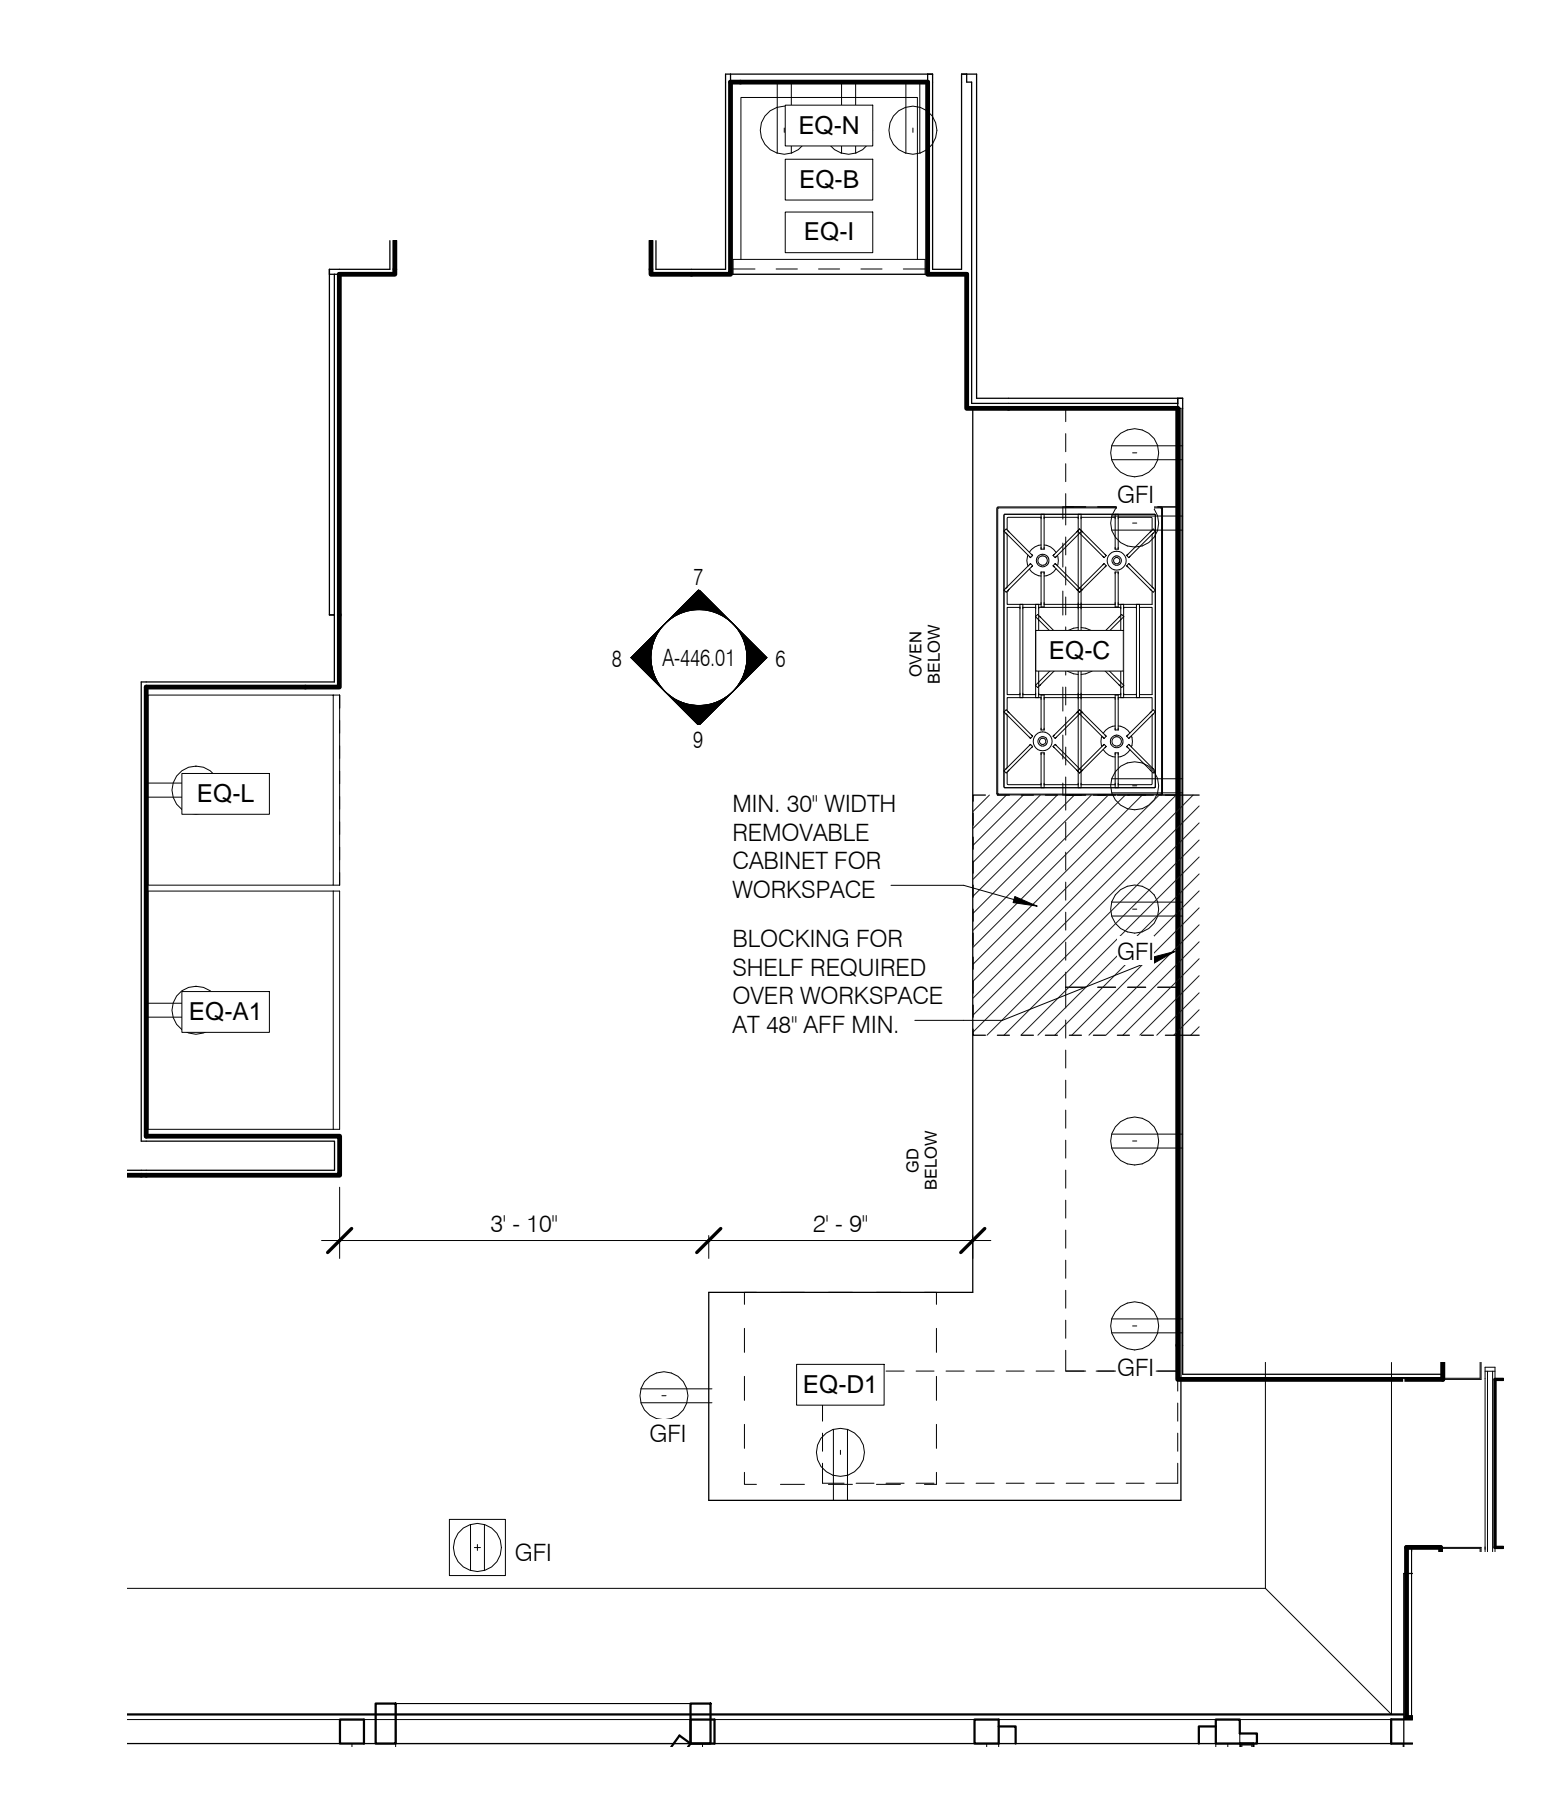 EQ-N
EQ-B
EQ-I
GFI
7
8
A-446.01
6
9
OVEN
BELOW
EQ-C
EQ-L
MIN. 30" WIDTH
REMOVABLE
CABINET FOR
WORKSPACE
BLOCKING FOR
SHELF REQUIRED
OVER WORKSPACE
AT 48" AFF MIN.
GFI
EQ-A1
GD
BELOW
3' - 10"
2' - 9"
GFI
EQ-D1
GFI
GFI